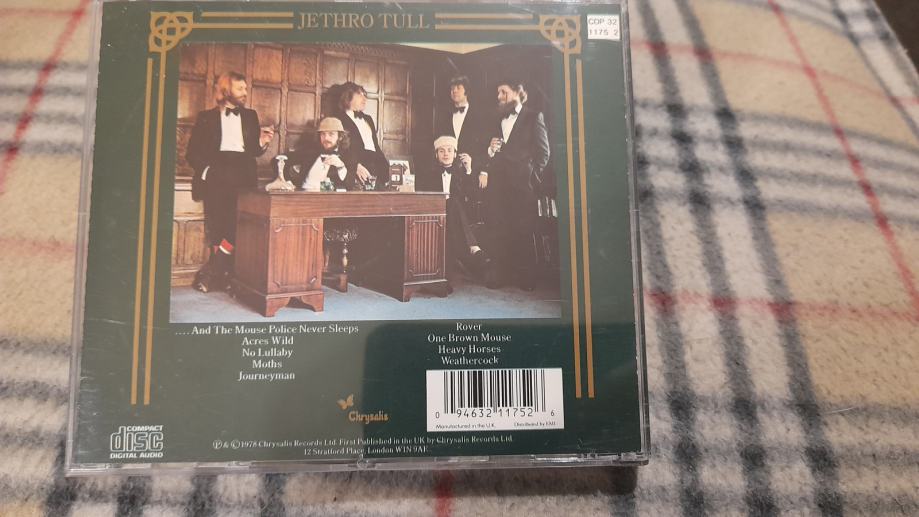 JETHRO TULL
CDP 32
1175 2
....And The Mouse Police Never Sleeps
Acres Wild
No Lullaby
Moths
Journeyman
Rover
One Brown Mouse
Heavy Horses
Weathercock
Chrysalis
0 94632 11752 6
Manufactured in the U.K.
Distributed by EMI.
COMPACT
disc
DIGITAL AUDIO
℗ & ©1978 Chrysalis Records Ltd. First Published in the UK by Chrysalis Records Ltd.
12 Stratford Place, London W1N 9AF.